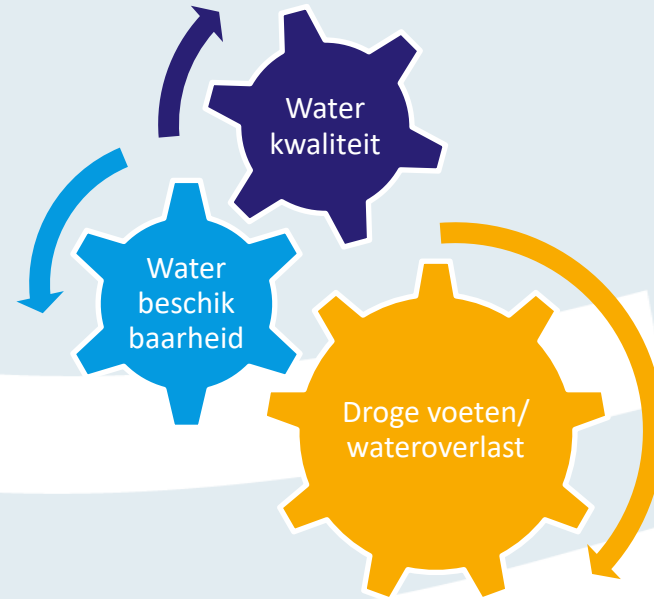 Water
kwaliteit
Water
beschik
baarheid
Droge voeten/
wateroverlast